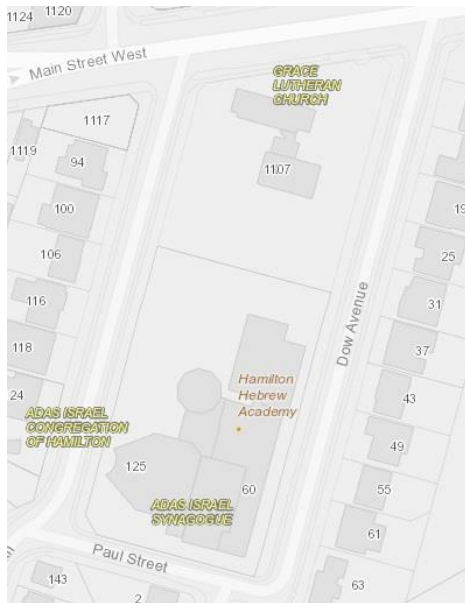 1124
1120
Main Street West
GRACE
LUTHERAN
CHURCH
1117
1119
94
1107
100
19
106
25
116
31
Dow Avenue
118
37
Hamilton
Hebrew
Academy
24
43
ADAS ISRAEL
CONGREGATION
OF HAMILTON
49
125
60
55
ADAS ISRAEL
SYNAGOGUE
61
Paul Street
143
2
63